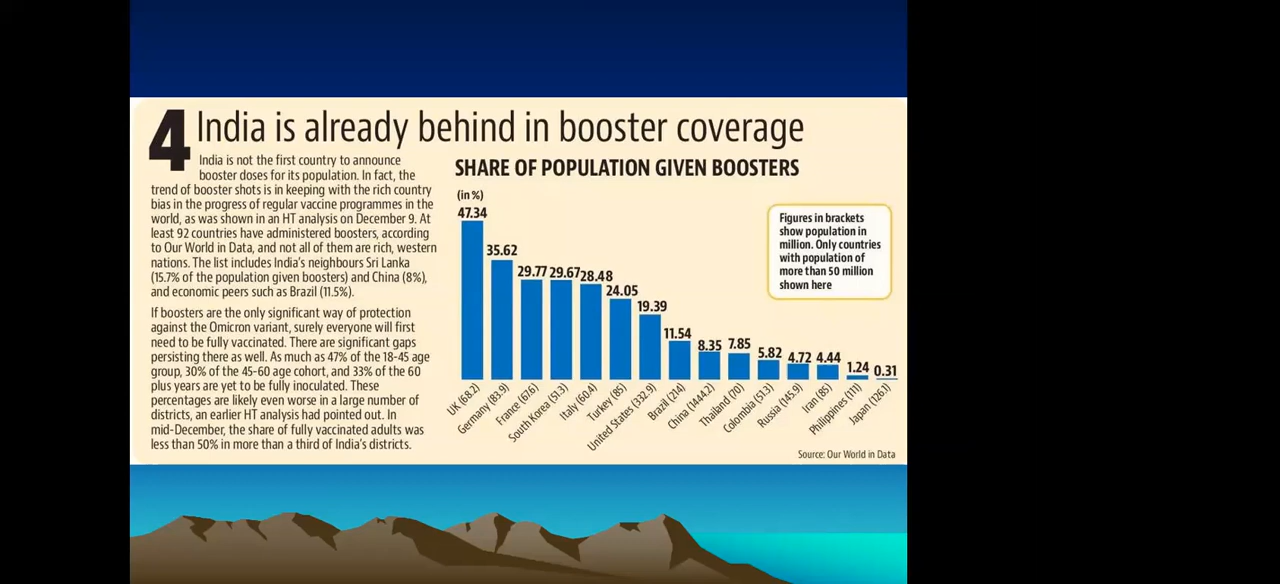 4 India is already behind in booster coverage
India is not the first country to announce
booster doses for its population. In fact, the
trend of booster shots is in keeping with the rich country
bias in the progress of regular vaccine programmes in the
world, as was shown in an HT analysis on December 9. At
least 92 countries have administered boosters, according
to Our World in Data, and not all of them are rich, western
nations. The list includes India's neighbours Sri Lanka
(15.7% of the population given boosters) and China (8%),
and economic peers such as Brazil (11.5%).
If boosters are the only significant way of protection
against the Omicron variant, surely everyone will first
need to be fully vaccinated. There are significant gaps
persisting there as well. As much as 47% of the 18-45 age
group, 30% of the 45-60 age cohort, and 33% of the 60
plus years are yet to be fully inoculated. These
percentages are likely even worse in a large number of
districts, an earlier HT analysis had pointed out. In
mid-December, the share of fully vaccinated adults was
less than 50% in more than a third of India's districts.
SHARE OF POPULATION GIVEN BOOSTERS
(in %)
47.34
35.62
29.77
29.67
28.48
24.05
19.39
11.54
8.35
7.85
5.82
4.72
4.44
1.24
0.31
UK (68.2)
Germany (83.9)
France (67.6)
South Korea (51.3)
Italy (60.4)
Turkey (85)
United States (332.9)
Brazil (214)
China (1444.2)
Thailand (70)
Colombia (51.3)
Russia (145.9)
Iran (85)
Philippines (111)
Japan (126.1)
Figures in brackets
show population in
million. Only countries
with population of
more than 50 million
shown here
Source: Our World in Data